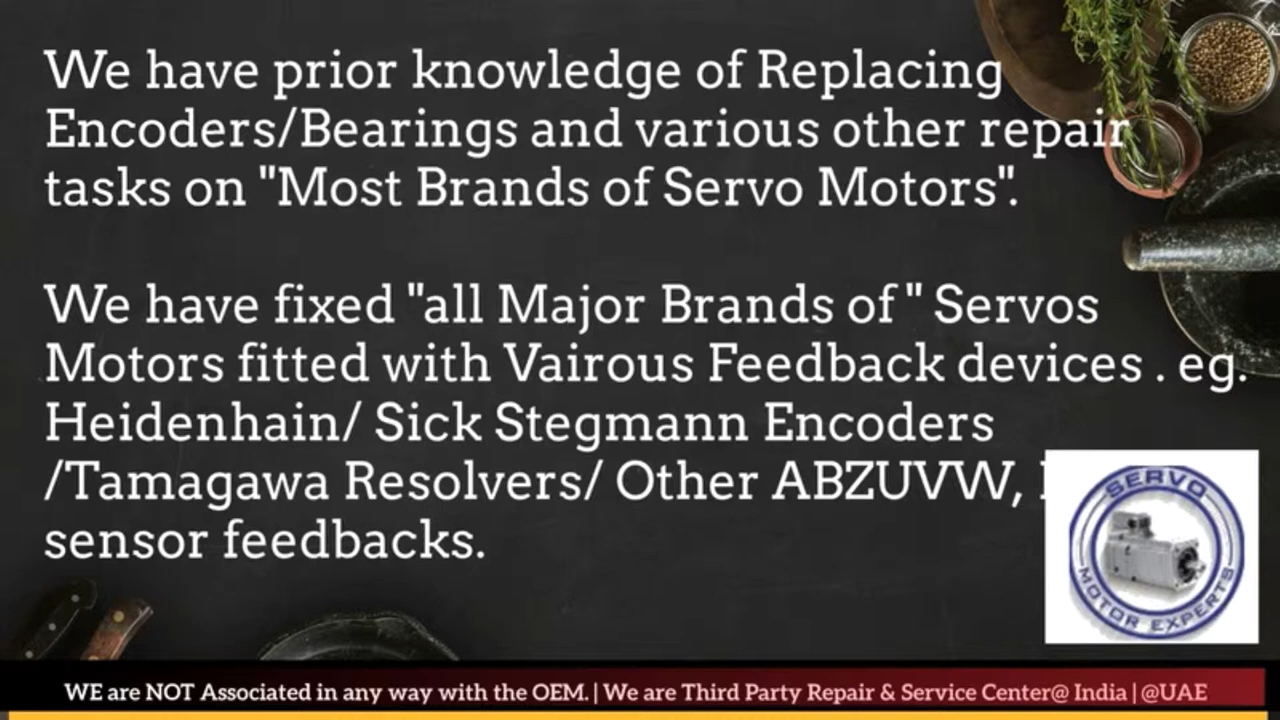 We have prior knowledge of Replacing
Encoders/Bearings and various other repair
tasks on "Most Brands of Servo Motors".
We have fixed "all Major Brands of " Servos
Motors fitted with Vairous Feedback devices . eg.
Heidenhain/ Sick Stegmann Encoders
/Tamagawa Resolvers/ Other ABZUVW,
sensor feedbacks.
SERVO
MOTOR EXPERTS
WE are NOT Associated in any way with the OEM. | We are Third Party Repair & Service Center@ India | @UAE